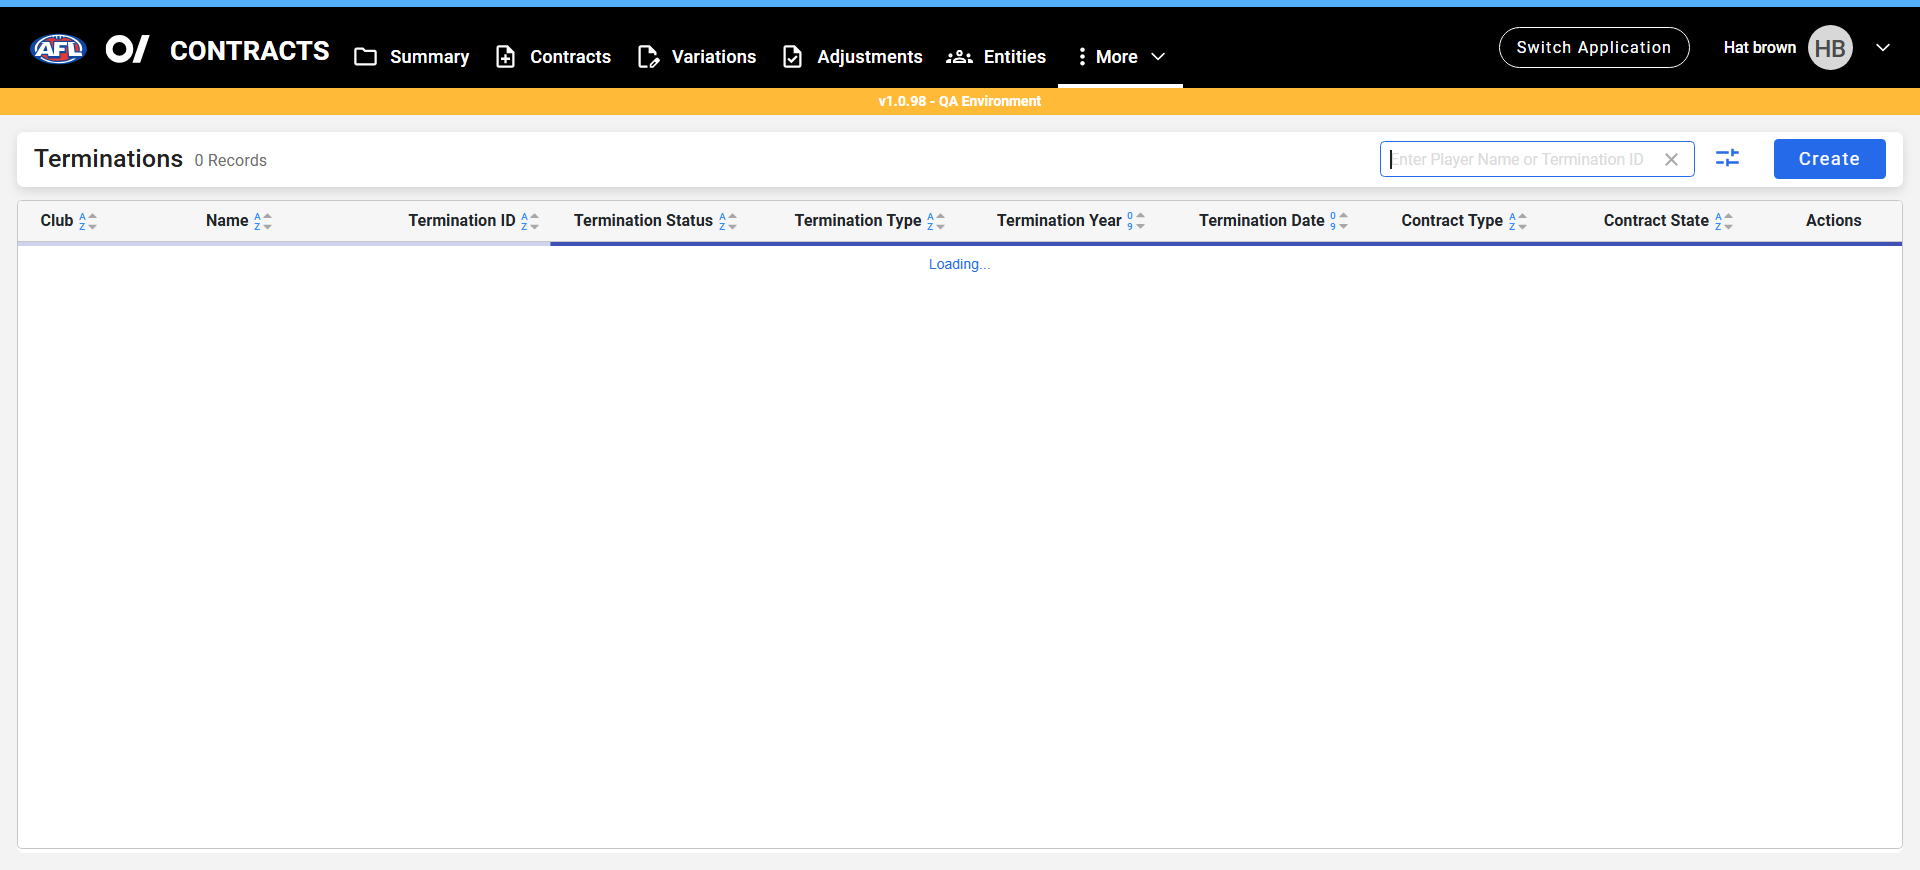 AFL CONTRACTS Summary Contracts Variations Adjustments Entities More Switch Application Hat brown HB
v1.0.98 - QA Environment
Terminations 0 Records Enter Player Name or Termination ID Create
Club Name Termination ID Termination Status Termination Type Termination Year Termination Date Contract Type Contract State Actions
Loading...